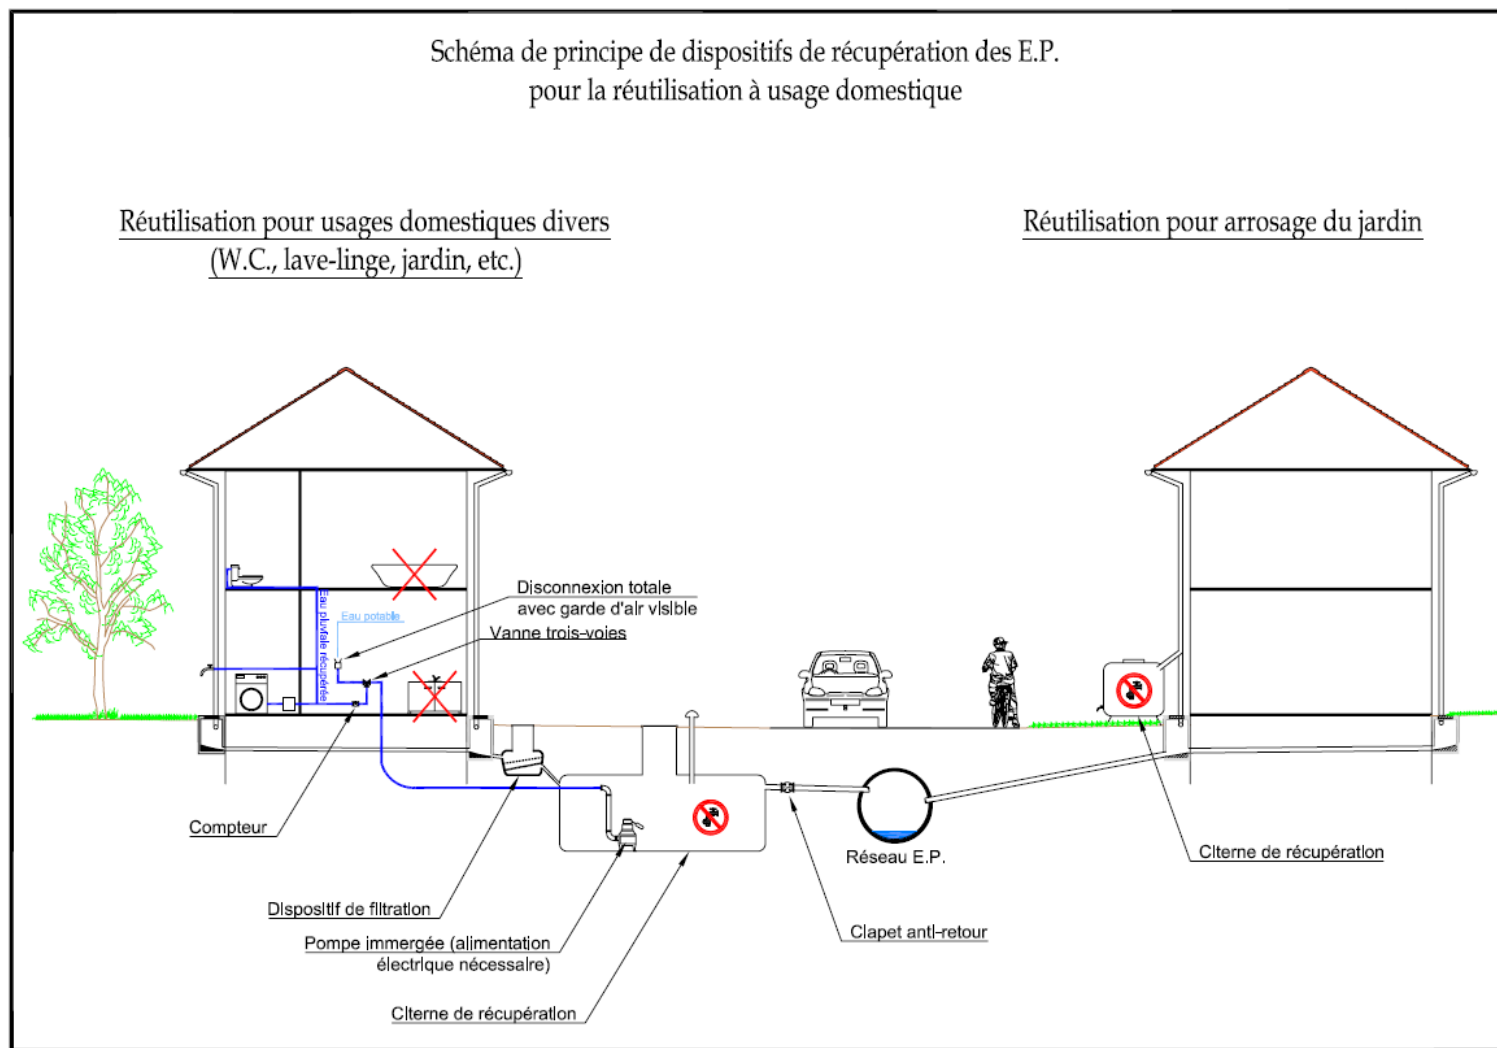 Schéma de principe de dispositifs de récupération des E.P.
pour la réutilisation à usage domestique
Réutilisation pour usages domestiques divers
(W.C., lave-linge, jardin, etc.)
Réutilisation pour arrosage du jardin
Disconnexion totale
avec garde d'air visible
Vanne trois-voies
Eau potable
Eau pluviale récupérée
Compteur
Dispositif de filtration
Pompe immergée (alimentation
électrique nécessaire)
Citerne de récupération
Réseau E.P.
Clapet anti-retour
Citerne de récupération